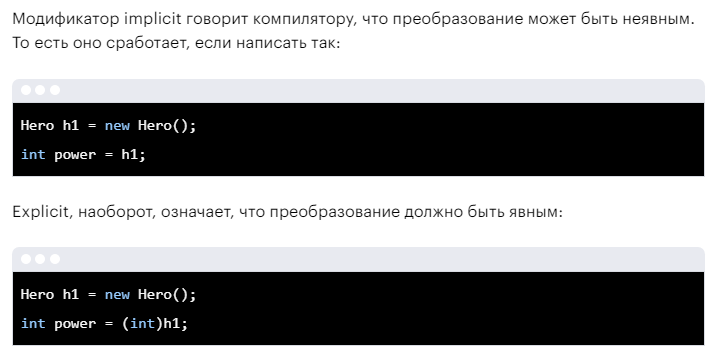 Модификатор implicit говорит компилятору, что преобразование может быть неявным.
То есть оно сработает, если написать так:
Hero h1 = new Hero();
int power = h1;
Explicit, наоборот, означает, что преобразование должно быть явным:
Hero h1 = new Hero();
int power = (int)h1;